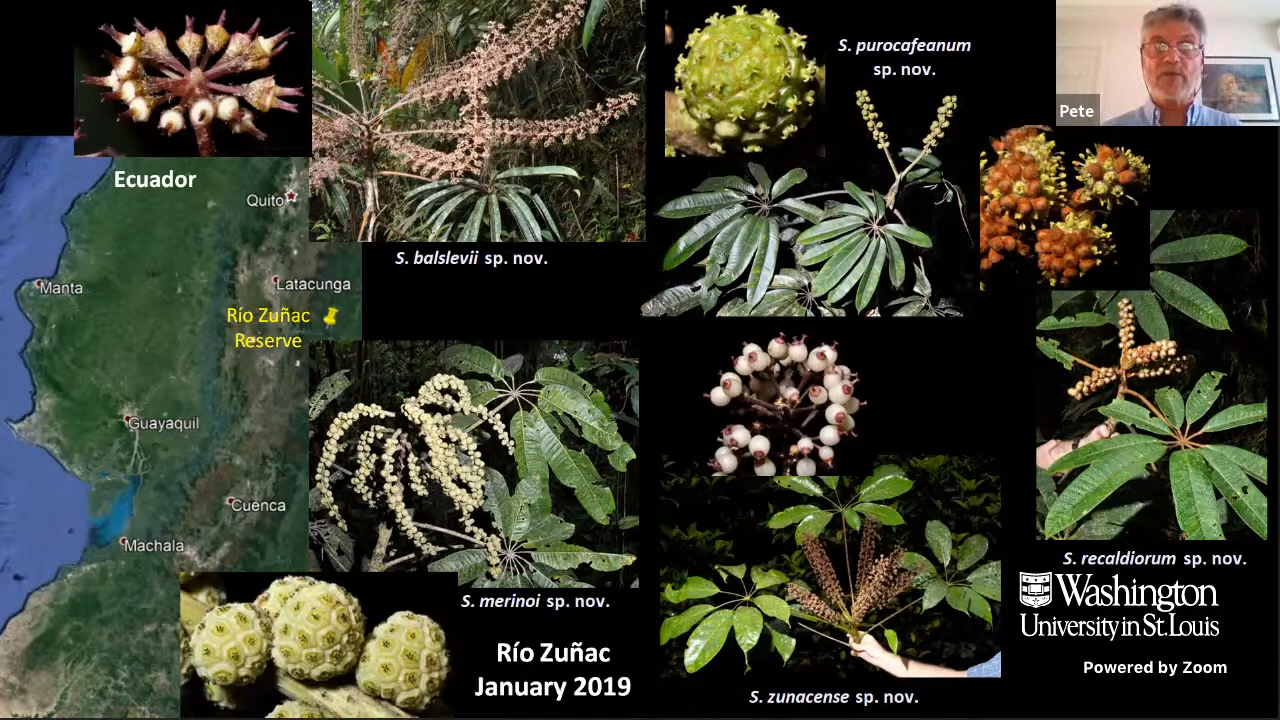 Ecuador
Quito
Manta
Latacunga
Río Zuñac
Reserve
Guayaquil
Cuenca
Machala
S. balslevii sp. nov.
S. purocafeanum
sp. nov.
Pete
S. merinoi sp. nov.
Río Zuñac
January 2019
S. zunacense sp. nov.
S. recaldiorum sp. nov.
Washington
University in St. Louis
Powered by Zoom